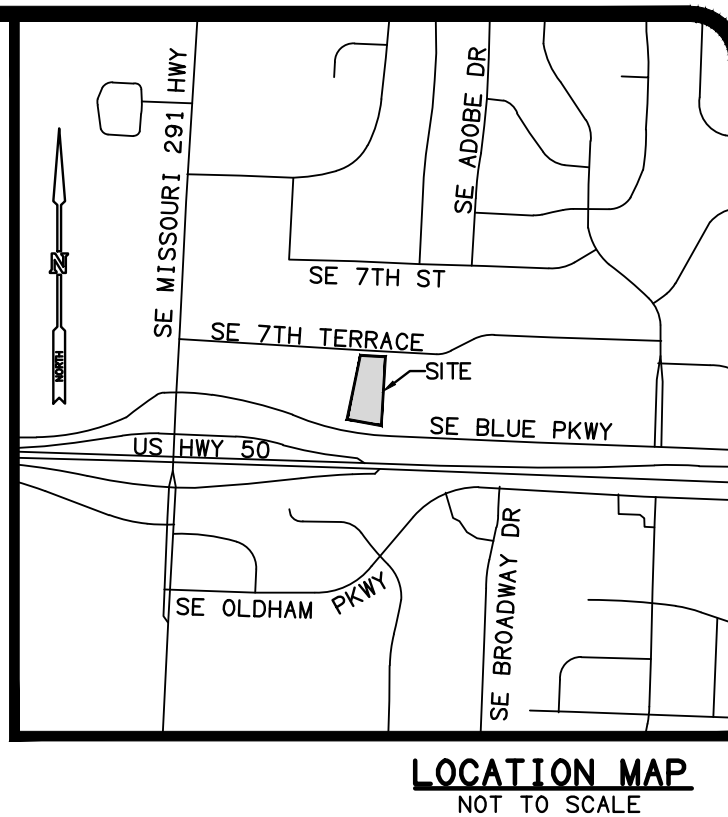 SE MISSOURI 291 HWY
SE ADOBE DR
N
NORTH
SE 7TH ST
SE 7TH TERRACE
SITE
SE BLUE PKWY
US HWY 50
SE BROADWAY DR
SE OLDHAM PKWY
LOCATION MAP
NOT TO SCALE